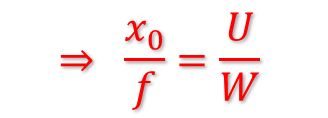 ⇒ x₀/f = U/W